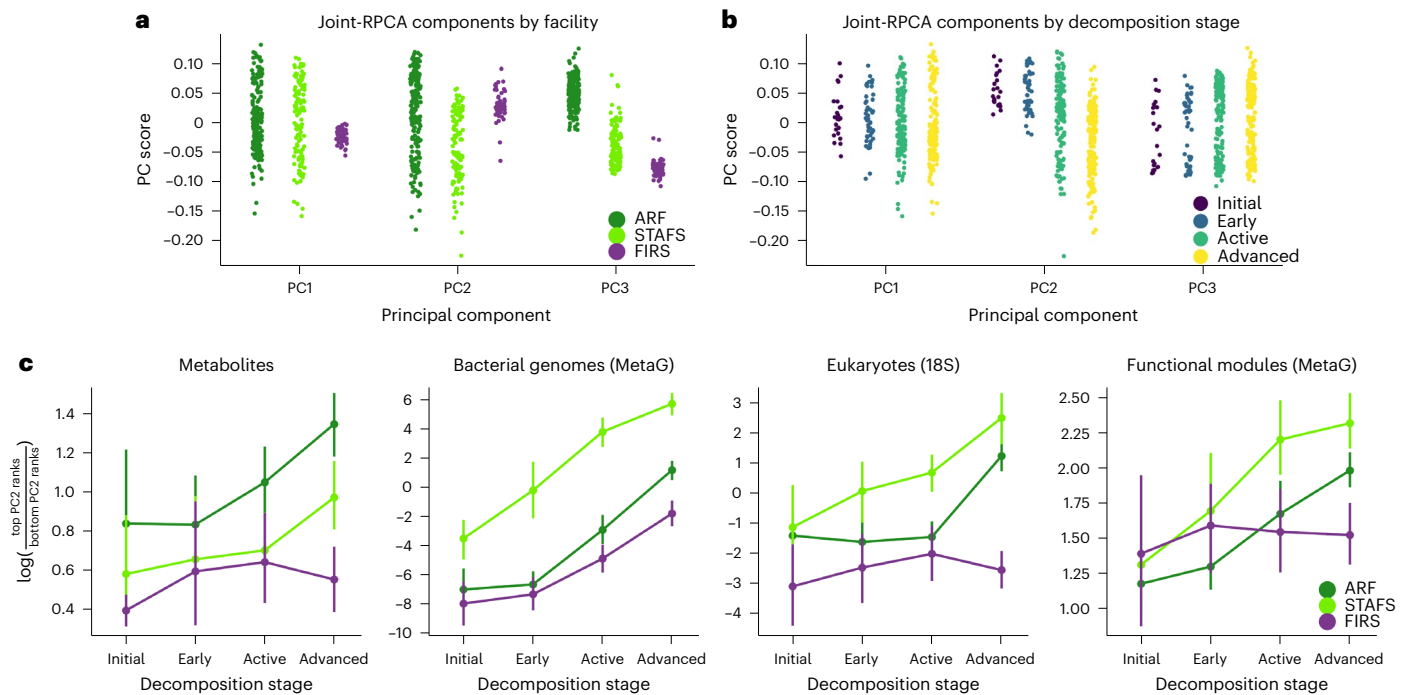 a
Joint-RPCA components by facility
PC score
0.10
0.05
0
−0.05
−0.10
−0.15
−0.20
ARF
STAFS
FIRS
PC1
PC2
PC3
Principal component
b
Joint-RPCA components by decomposition stage
PC score
0.10
0.05
0
−0.05
−0.10
−0.15
−0.20
Initial
Early
Active
Advanced
PC1
PC2
PC3
Principal component
c
Metabolites
log(top PC2 ranks
bottom PC2 ranks)
1.4
1.2
1.0
0.8
0.6
0.4
Initial
Early
Active
Advanced
Decomposition stage
Bacterial genomes (MetaG)
6
4
2
0
−2
−4
−6
−8
−10
Initial
Early
Active
Advanced
Decomposition stage
Eukaryotes (18S)
3
2
1
0
−1
−2
−3
−4
Initial
Early
Active
Advanced
Decomposition stage
Functional modules (MetaG)
2.50
2.25
2.00
1.75
1.50
1.25
1.00
ARF
STAFS
FIRS
Initial
Early
Active
Advanced
Decomposition stage